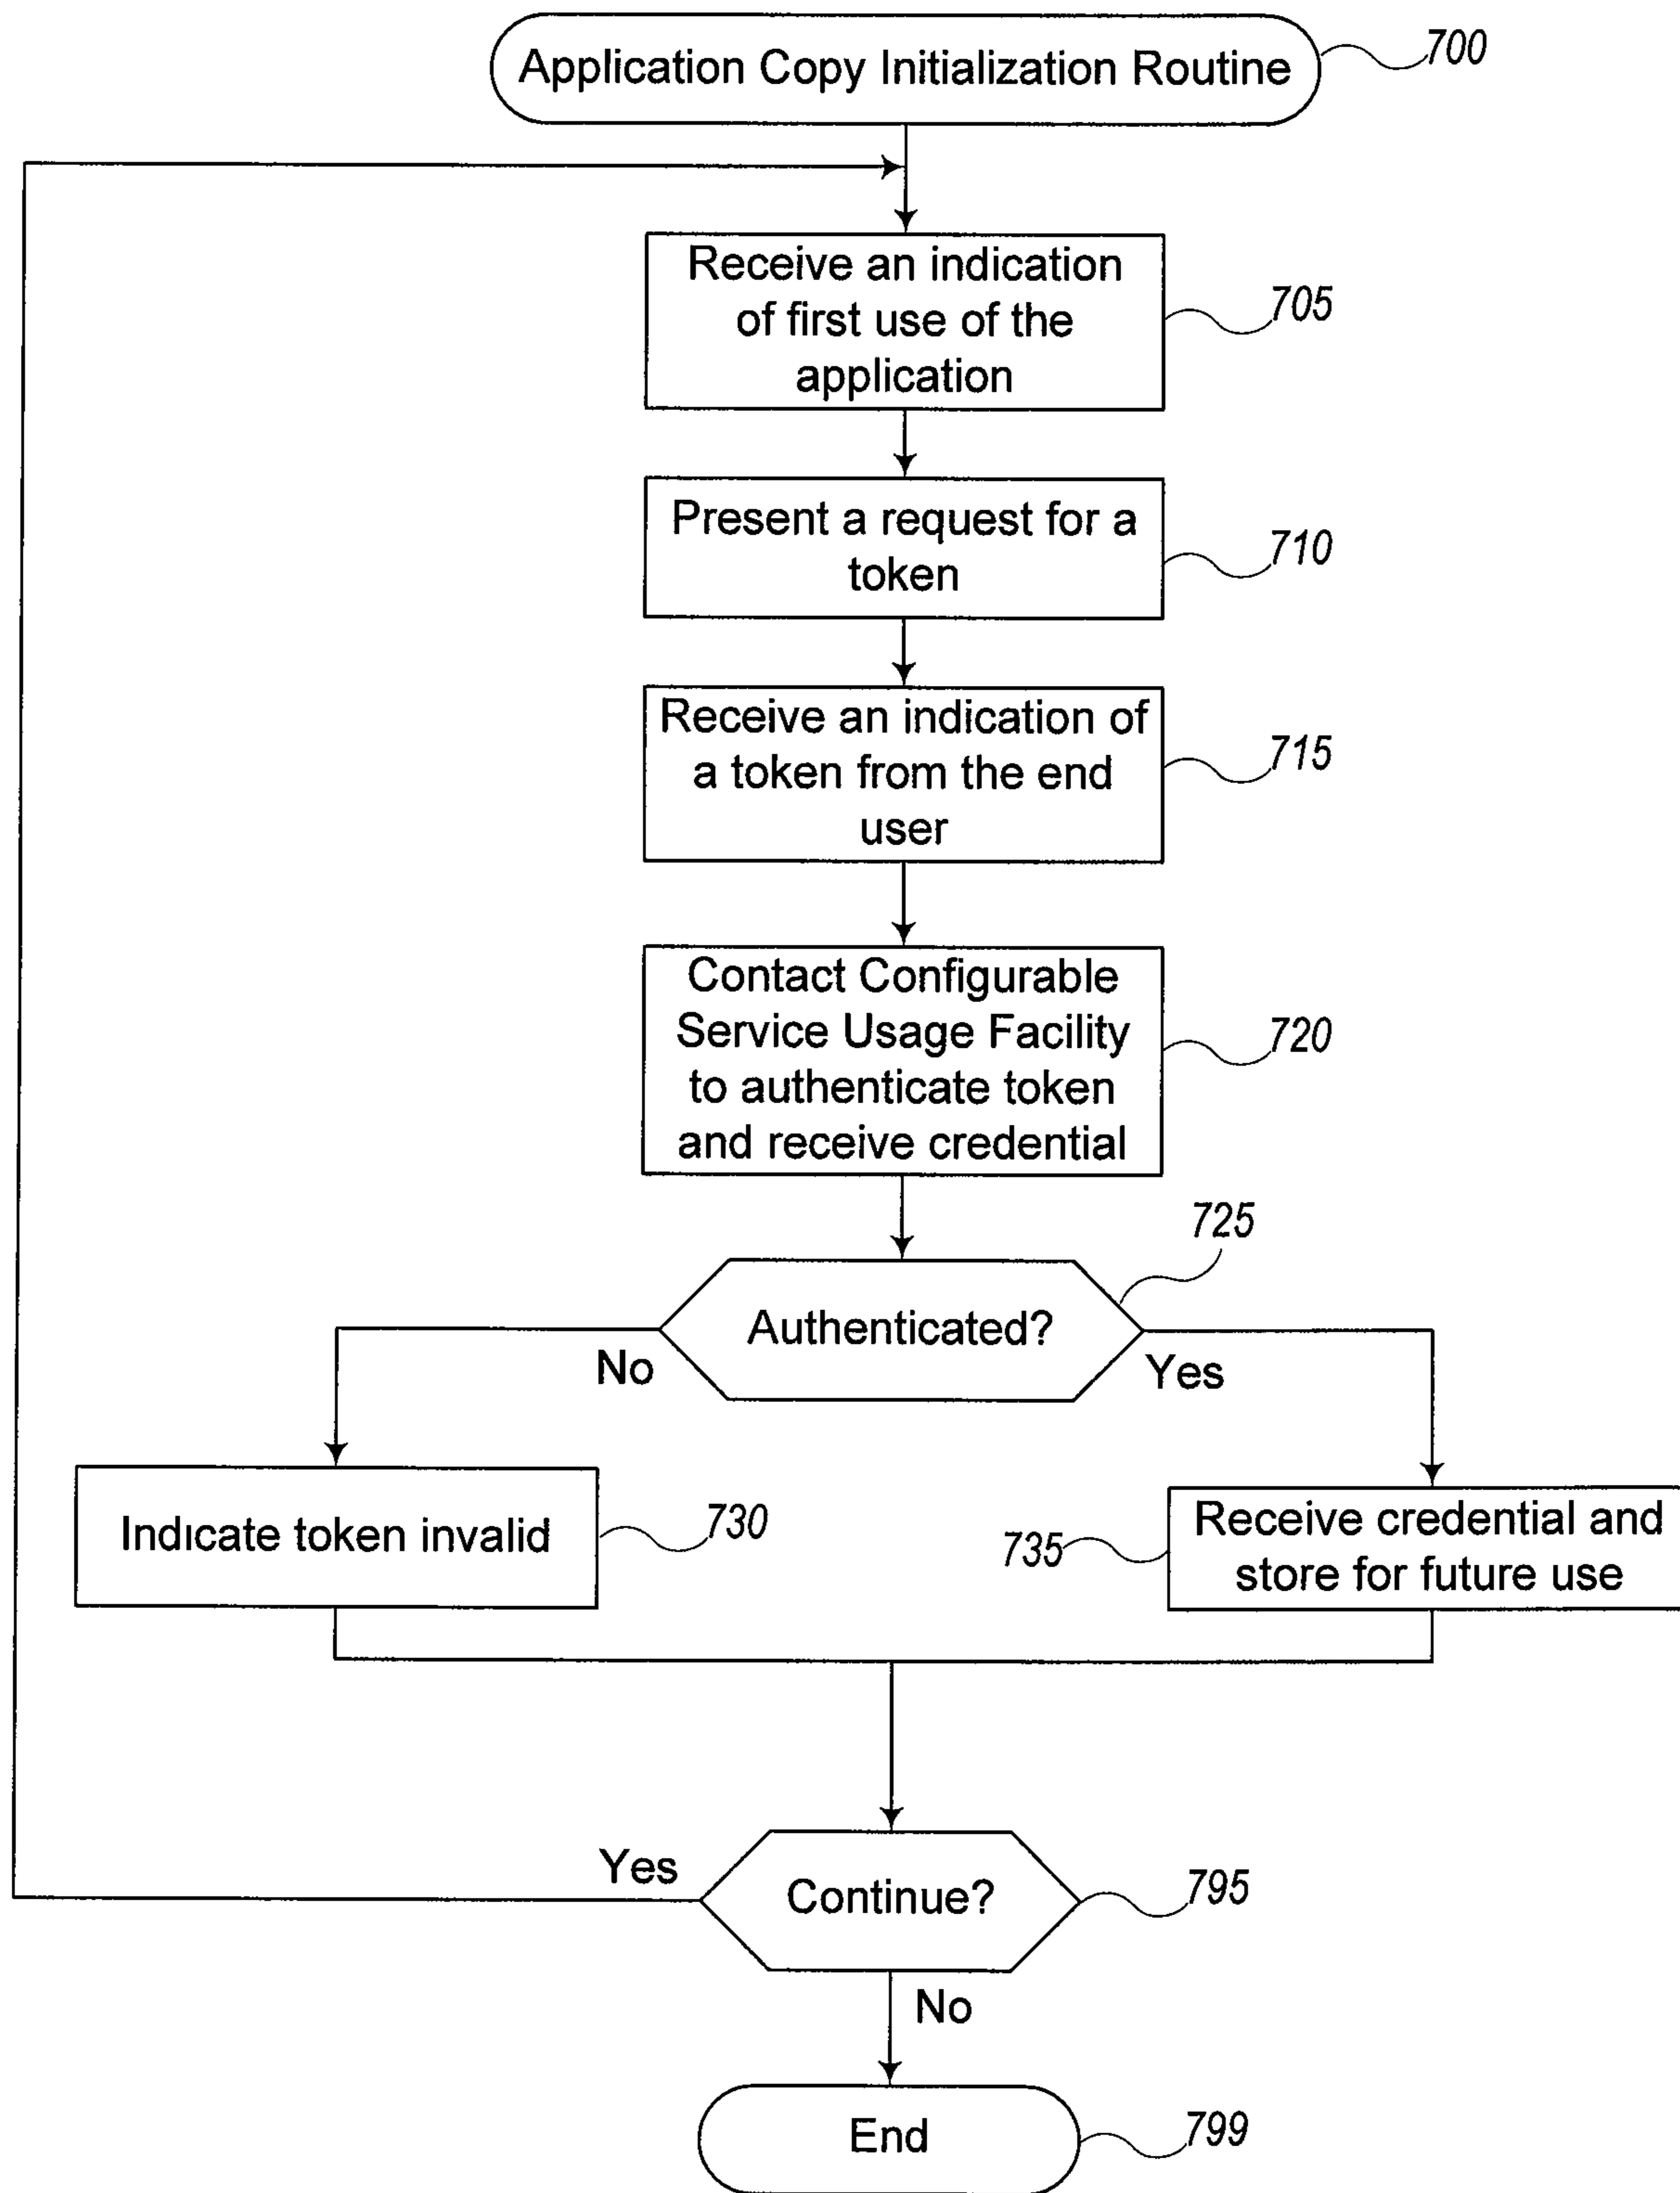 Application Copy Initialization Routine
700
Receive an indication
of first use of the
application
705
Present a request for a
token
710
Receive an indication of
a token from the end
user
715
Contact Configurable
Service Usage Facility
to authenticate token
and receive credential
720
725
Authenticated?
No
Yes
Indicate token invalid
730
735
Receive credential and
store for future use
Yes
Continue?
795
No
End
799